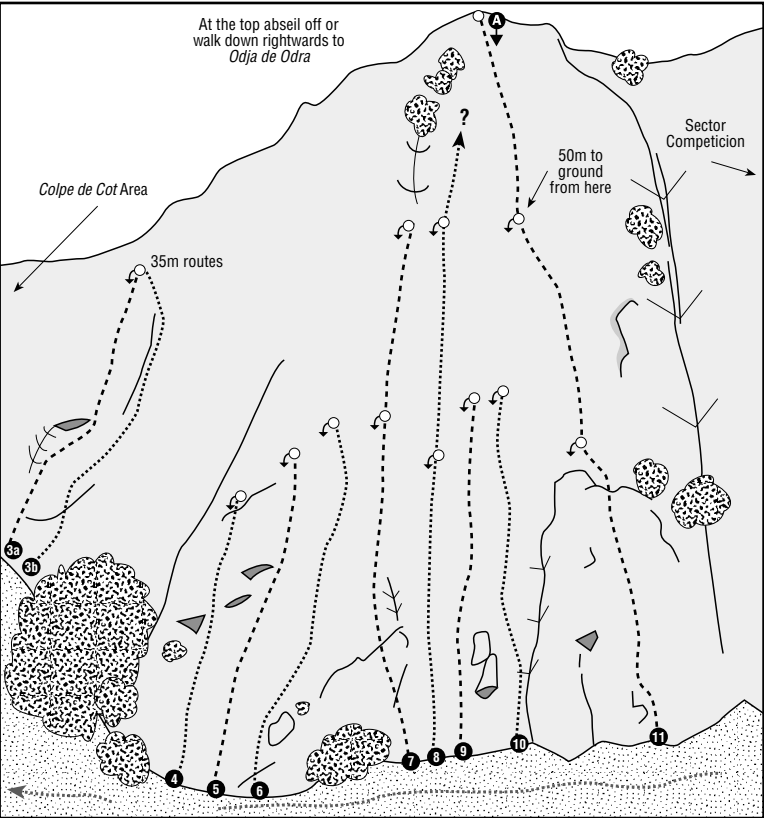 At the top abseil off or
walk down rightwards to
Odja de Odra
A
?
Sector
Competicion
50m to
ground
from here
Colpe de Cot Area
35m routes
3a
3b
4
5
6
7
8
9
10
11